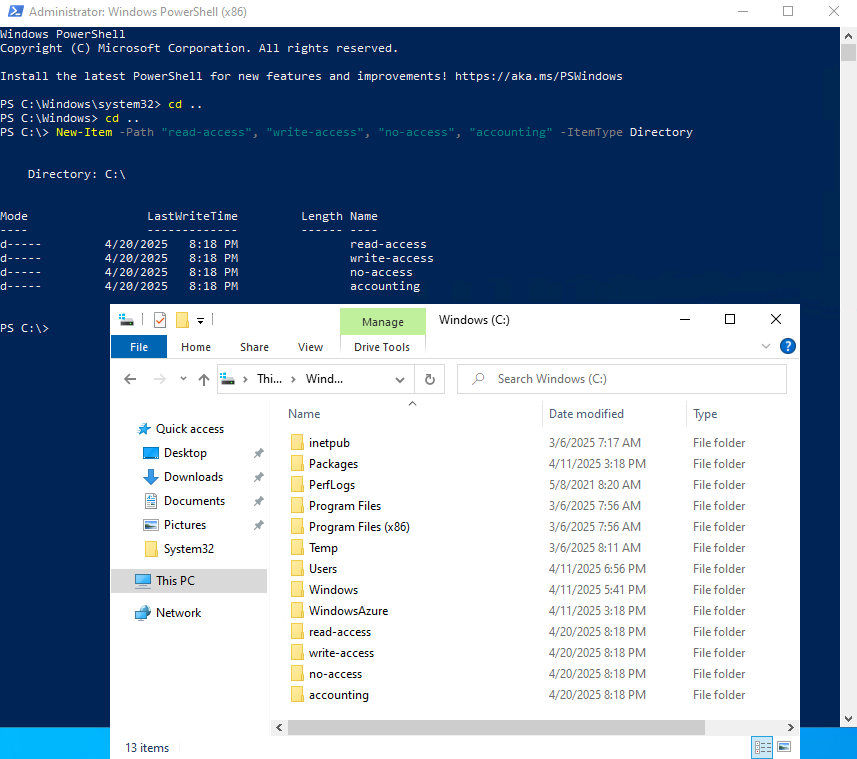 Administrator: Windows PowerShell (x86)
Windows PowerShell
Copyright (C) Microsoft Corporation. All rights reserved.
Install the latest PowerShell for new features and improvements! https://aka.ms/PSWindows
PS C:\Windows\system32> cd ..
PS C:\Windows> cd ..
PS C:\> New-Item -Path "read-access", "write-access", "no-access", "accounting" -ItemType Directory
Directory: C:\
Mode LastWriteTime Length Name
---- ------------- ------ ----
d----- 4/20/2025 8:18 PM read-access
d----- 4/20/2025 8:18 PM write-access
d----- 4/20/2025 8:18 PM no-access
d----- 4/20/2025 8:18 PM accounting
PS C:\>
Manage Windows (C:)
File Home Share View Drive Tools
Thi... Wind... Search Windows (C:)
Name Date modified Type
Quick access
Desktop
Downloads
Documents
Pictures
System32
This PC
Network
inetpub 3/6/2025 7:17 AM File folder
Packages 4/11/2025 3:18 PM File folder
PerfLogs 5/8/2021 8:20 AM File folder
Program Files 3/6/2025 7:56 AM File folder
Program Files (x86) 3/6/2025 7:56 AM File folder
Temp 3/6/2025 8:11 AM File folder
Users 4/11/2025 6:56 PM File folder
Windows 4/11/2025 5:41 PM File folder
WindowsAzure 4/11/2025 3:18 PM File folder
read-access 4/20/2025 8:18 PM File folder
write-access 4/20/2025 8:18 PM File folder
no-access 4/20/2025 8:18 PM File folder
accounting 4/20/2025 8:18 PM File folder
13 items